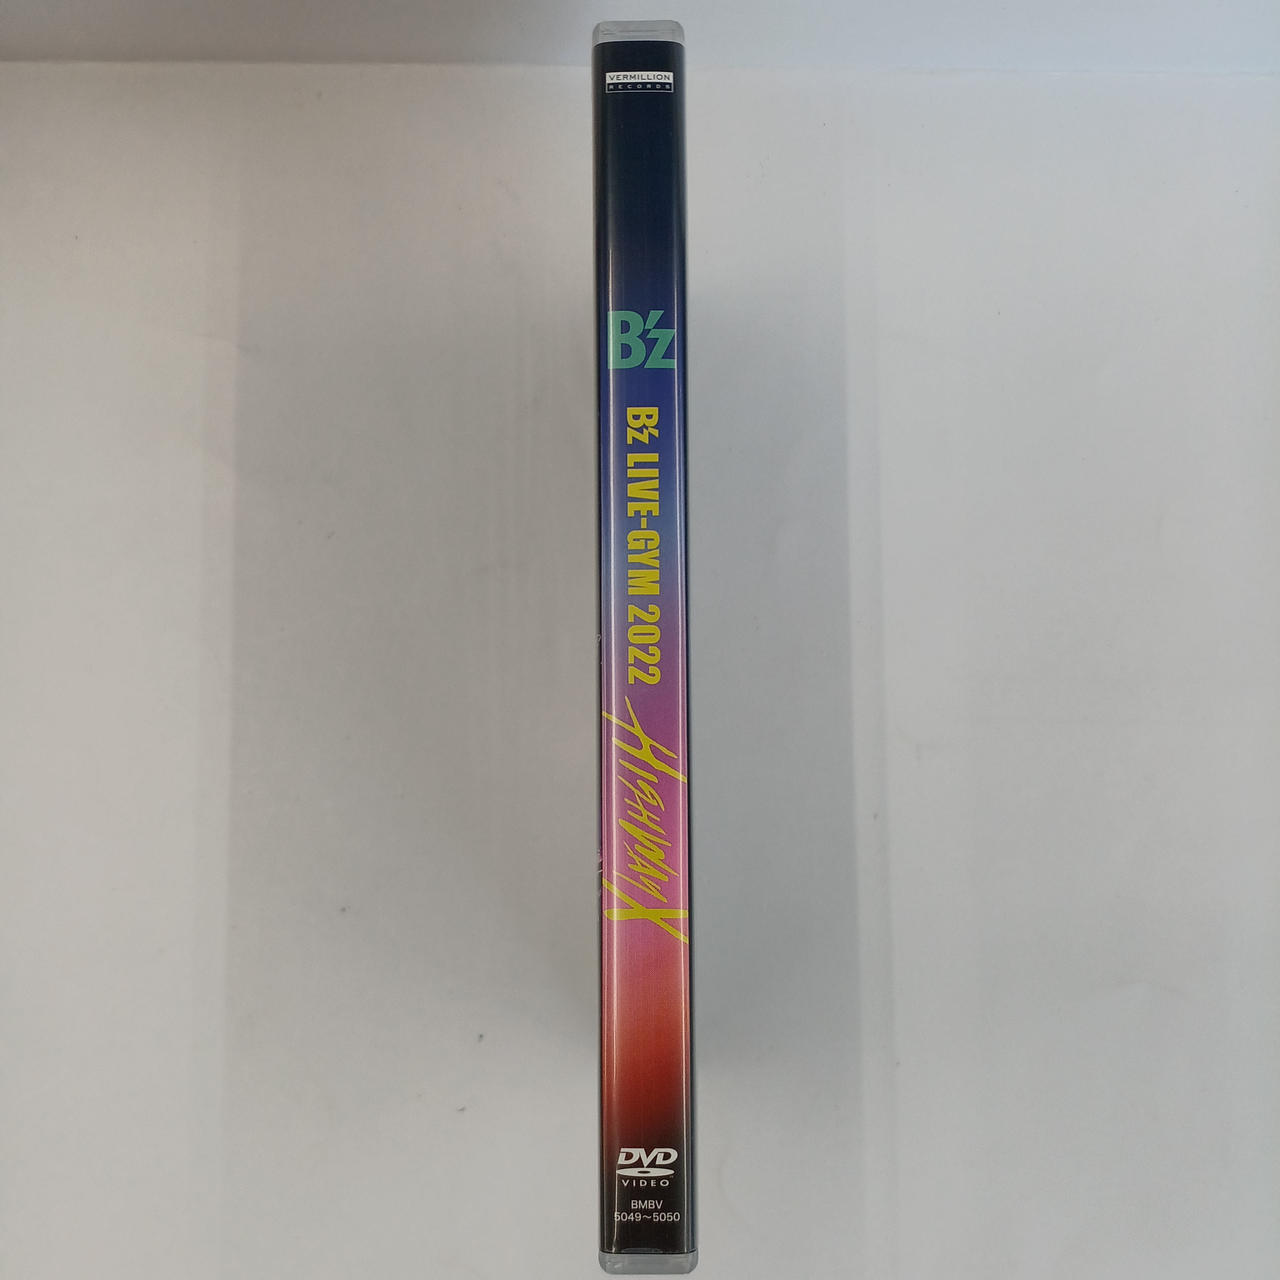 VERMILLION
RECORDS
B'z
B'z LIVE-GYM 2022
HIGHWAY X
DVD
VIDEO
BMBV
5049~5050